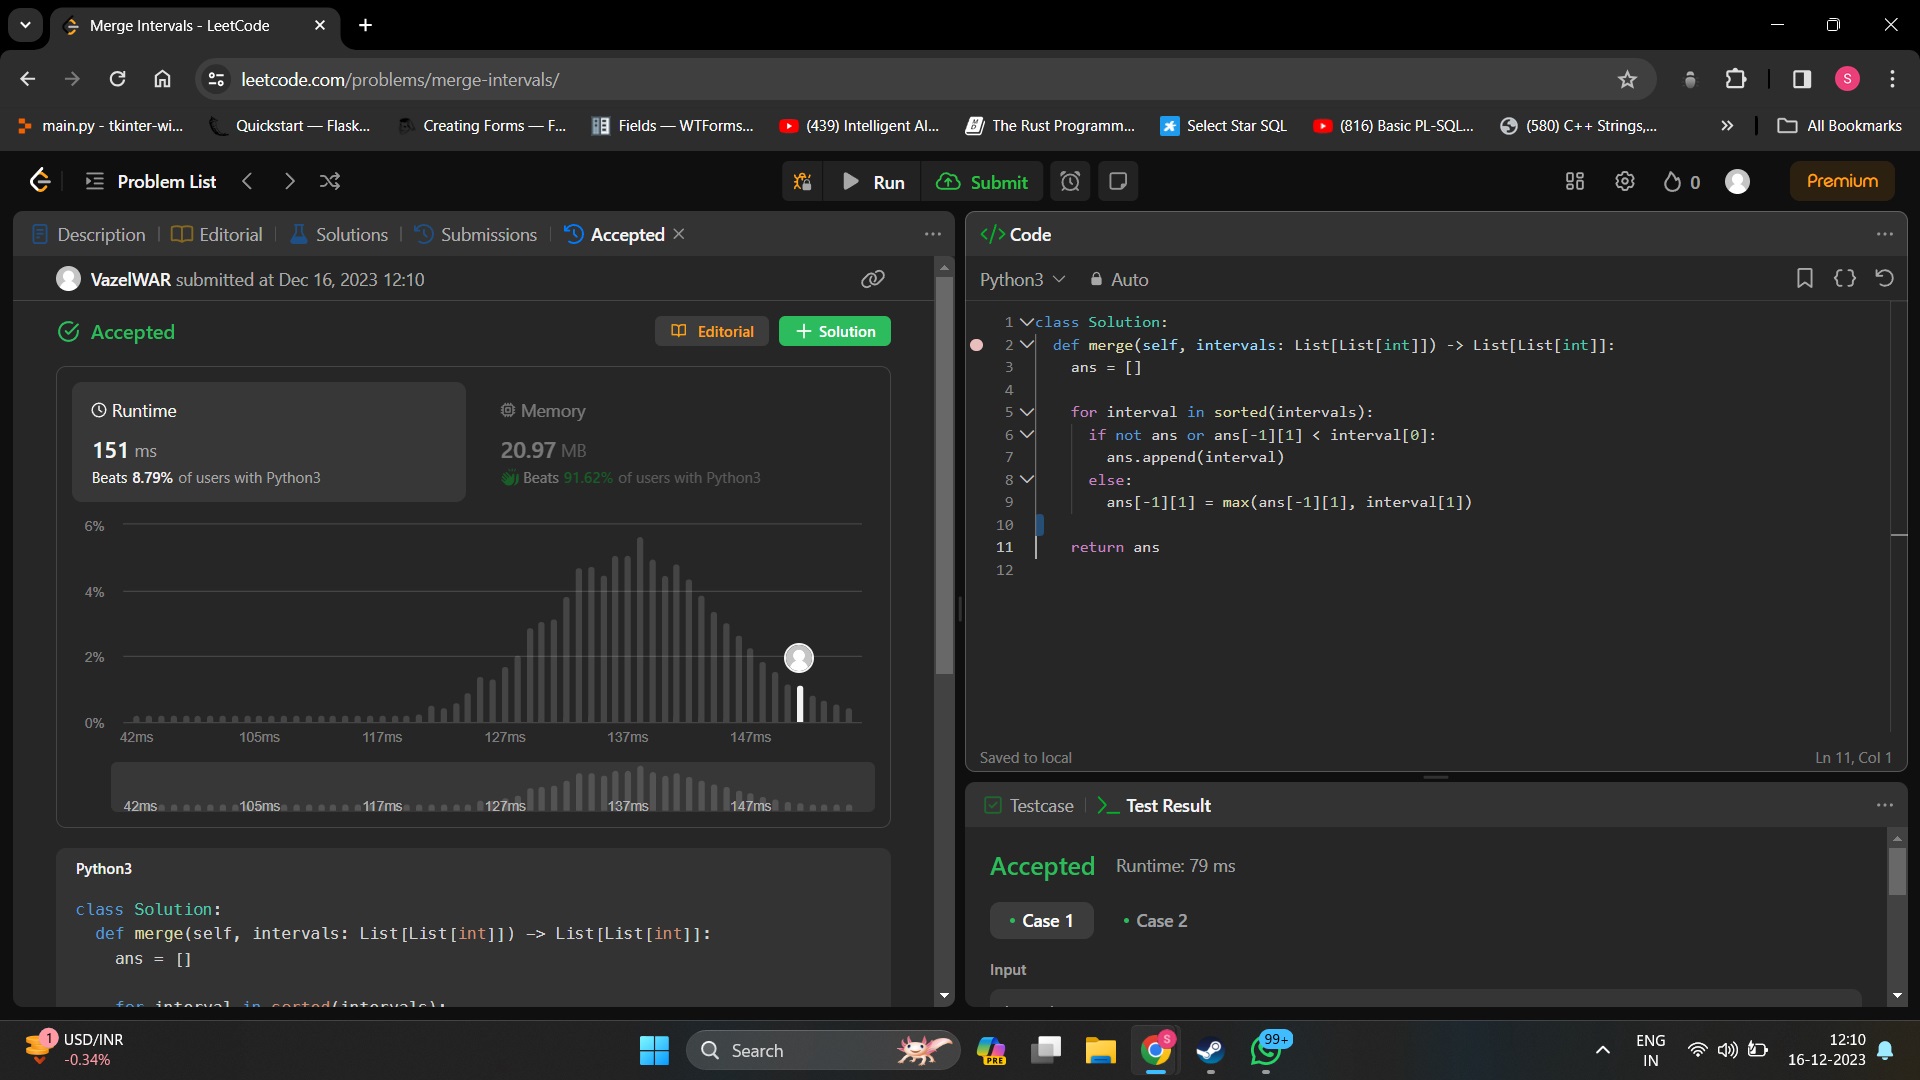 Merge Intervals - LeetCode
leetcode.com/problems/merge-intervals/
S
main.py - tkinter-wi...
Quickstart — Flask...
Creating Forms — F...
Fields — WTForms...
(439) Intelligent AI...
The Rust Programm...
Select Star SQL
(816) Basic PL-SQL...
(580) C++ Strings,...
All Bookmarks
Problem List
Run
Submit
0
Premium
Description
Editorial
Solutions
Submissions
Accepted
VazelWAR submitted at Dec 16, 2023 12:10
Accepted
Editorial
Solution
Runtime
151 ms
Beats 8.79% of users with Python3
Memory
20.97 MB
Beats 91.62% of users with Python3
6%
4%
2%
0%
42ms 105ms 117ms 127ms 137ms 147ms
42ms 105ms 117ms 127ms 137ms 147ms
Python3
class Solution:
def merge(self, intervals: List[List[int]]) -> List[List[int]]:
ans = []
for interval in sorted(intervals):
</> Code
Python3
Auto
1 class Solution:
2 def merge(self, intervals: List[List[int]]) -> List[List[int]]:
3 ans = []
4
5 for interval in sorted(intervals):
6 if not ans or ans[-1][1] < interval[0]:
7 ans.append(interval)
8 else:
9 ans[-1][1] = max(ans[-1][1], interval[1])
10
11 return ans
12
Saved to local
Ln 11, Col 1
Testcase
Test Result
Accepted
Runtime: 79 ms
Case 1
Case 2
Input
1
USD/INR
-0.34%
Search
PRE
S
99+
ENG
IN
12:10
16-12-2023